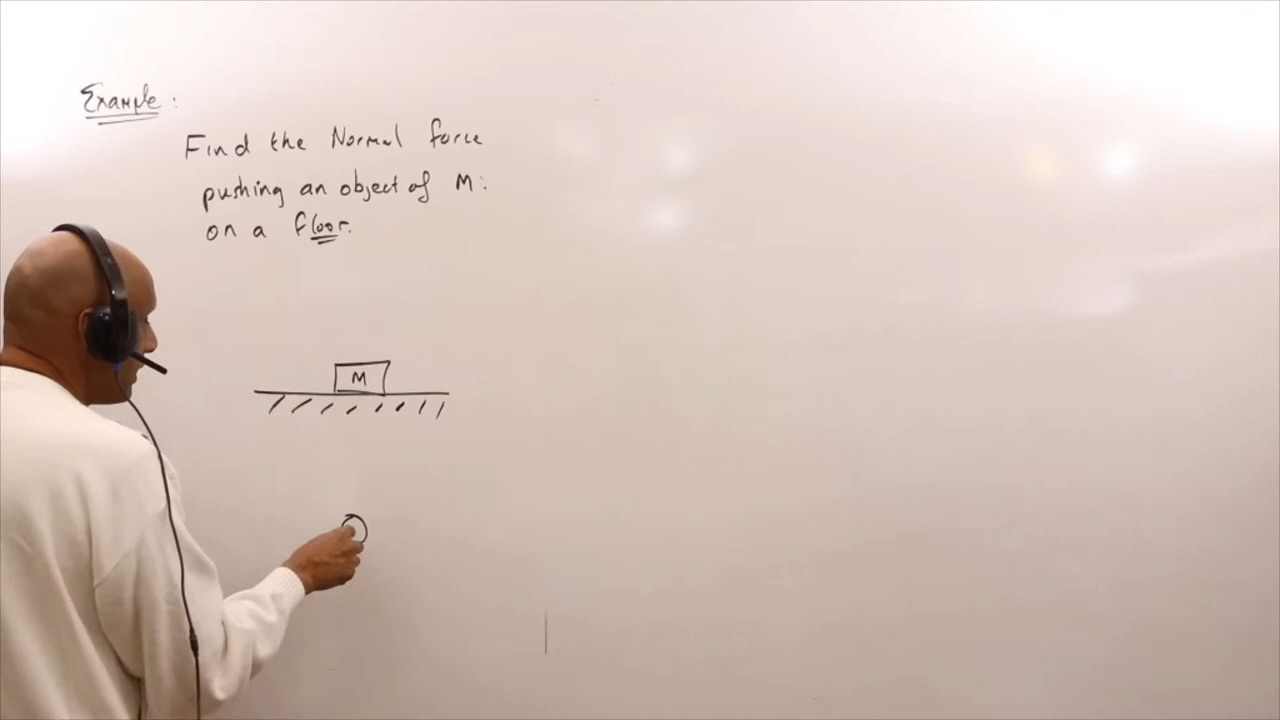 Example:
Find the Normal force
pushing an object of M:
on a floor.
M